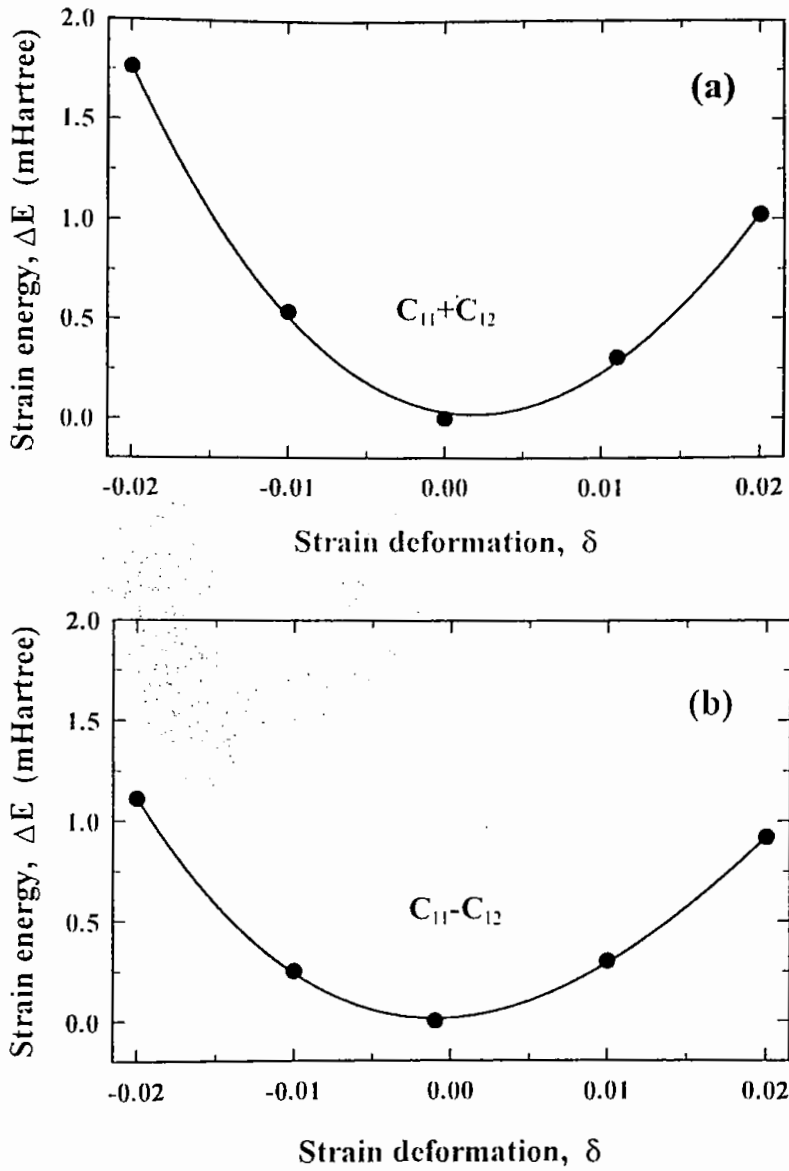 2.0
(a)
1.5
1.0
C₁₁+C₁₂
0.5
0.0
Strain energy, ΔE (mHartree)
-0.02 -0.01 0.00 0.01 0.02
Strain deformation, δ
2.0
(b)
1.5
1.0
C₁₁-C₁₂
0.5
0.0
Strain energy, ΔE (mHartree)
-0.02 -0.01 0.00 0.01 0.02
Strain deformation, δ